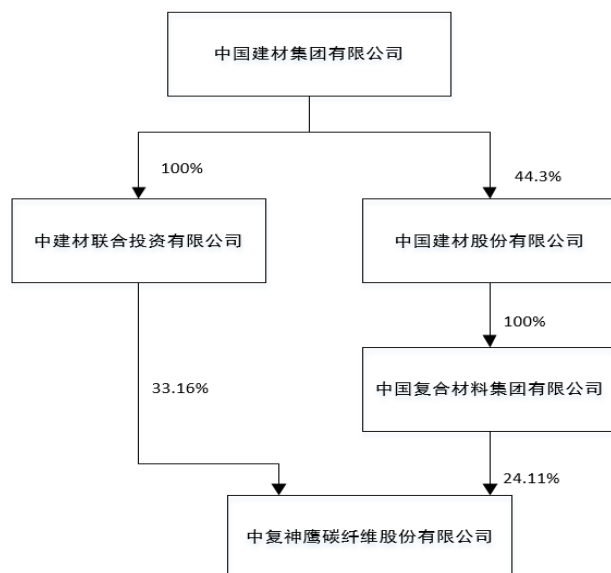 中国建材集团有限公司
100%
44.3%
中建材联合投资有限公司
中国建材股份有限公司
100%
33.16%
中国复合材料集团有限公司
24.11%
中复神鹰碳纤维股份有限公司